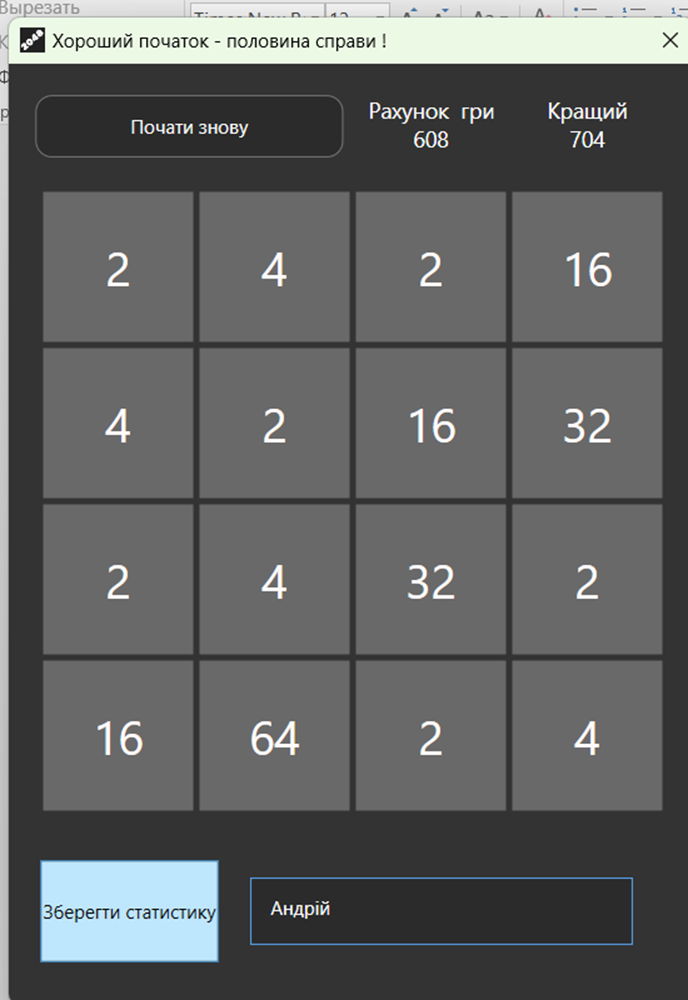 Вырезать
2048
Хороший початок - половина справи !
Почати знову
Рахунок гри
608
Кращий
704
2 4 2 16
4 2 16 32
2 4 32 2
16 64 2 4
Зберегти статистику
Андрій